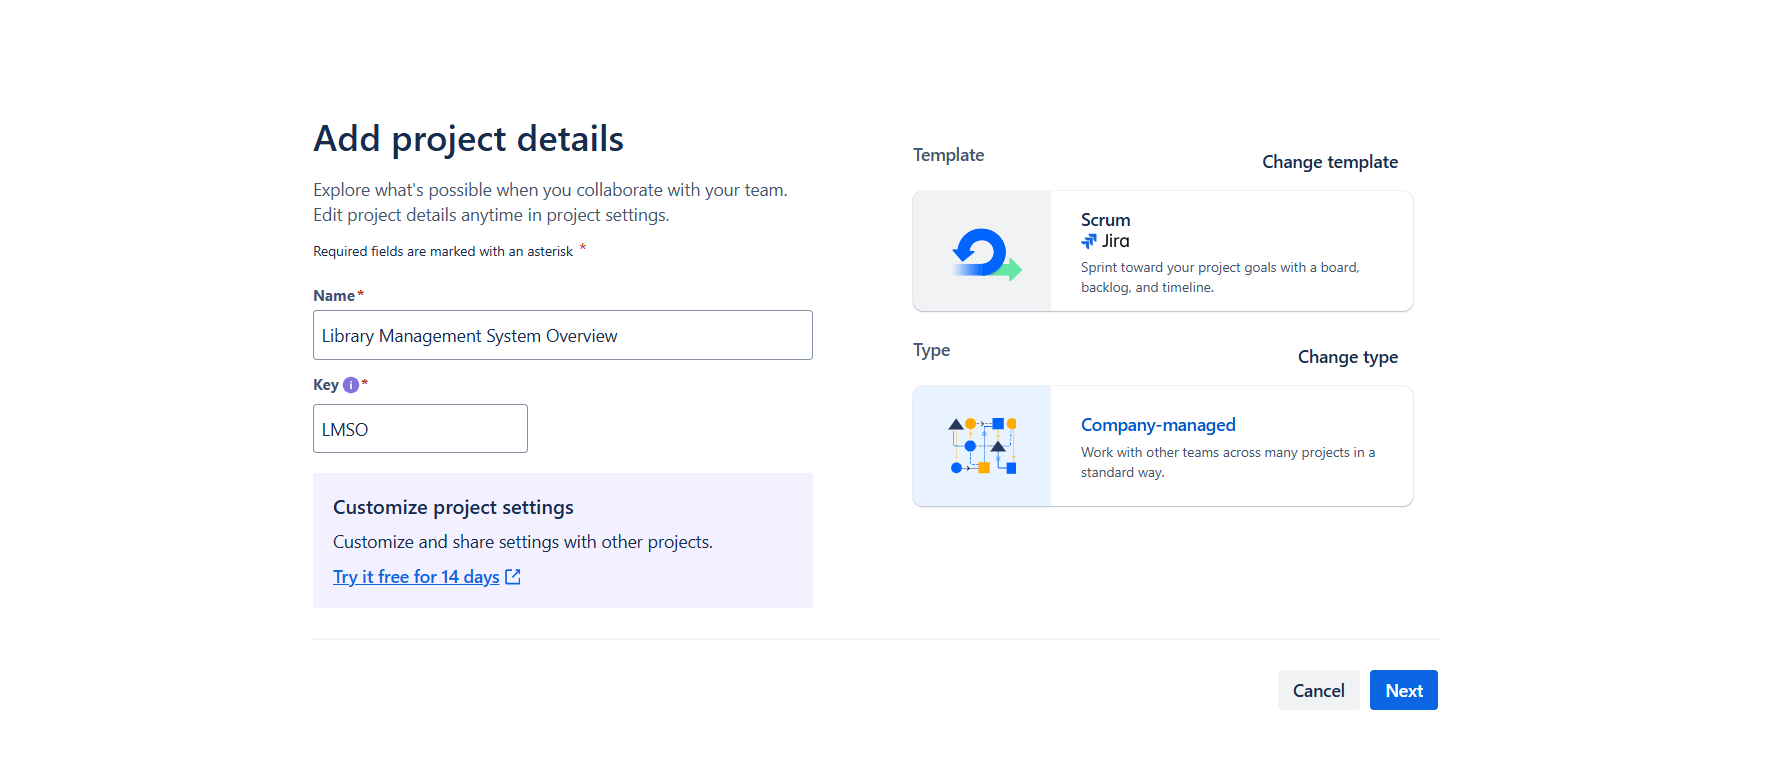 Add project details
Explore what's possible when you collaborate with your team.
Edit project details anytime in project settings.
Required fields are marked with an asterisk *
Name*
Library Management System Overview
Key i *
LMSO
Customize project settings
Customize and share settings with other projects.
Try it free for 14 days
Template
Change template
Scrum
Jira
Sprint toward your project goals with a board,
backlog, and timeline.
Type
Change type
Company-managed
Work with other teams across many projects in a
standard way.
Cancel
Next